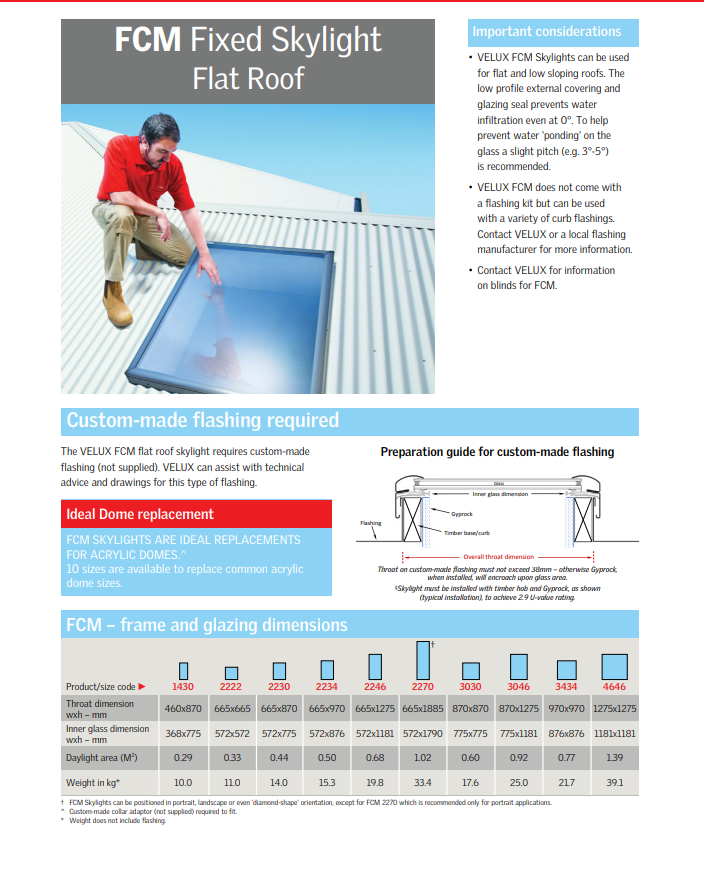 FCM Fixed Skylight
Flat Roof
Important considerations
• VELUX FCM Skylights can be used
for flat and low sloping roofs. The
low profile external covering and
glazing seal prevents water
infiltration even at 0°. To help
prevent water ‘ponding’ on the
glass a slight pitch (e.g. 3°-5°)
is recommended.
• VELUX FCM does not come with
a flashing kit but can be used
with a variety of curb flashings.
Contact VELUX or a local flashing
manufacturer for more information.
• Contact VELUX for information
on blinds for FCM.
Custom-made flashing required
The VELUX FCM flat roof skylight requires custom-made
flashing (not supplied). VELUX can assist with technical
advice and drawings for this type of flashing.
Ideal Dome replacement
FCM SKYLIGHTS ARE IDEAL REPLACEMENTS
FOR ACRYLIC DOMES.^
10 sizes are available to replace common acrylic
dome sizes.
Preparation guide for custom-made flashing
Glass
Inner glass dimension
Gyprock
Flashing
Timber base/curb
Overall throat dimension
Throat on custom-made flashing must not exceed 38mm – otherwise Gyprock,
when installed, will encroach upon glass area.
Skylight must be installed with timber hob and Gyprock, as shown
(typical installation), to achieve 2.9 U-value rating.
FCM – frame and glazing dimensions
†
Product/size code ► 1430 2222 2230 2234 2246 2270 3030 3046 3434 4646
Throat dimension
wxh – mm 460x870 665x665 665x870 665x970 665x1275 665x1885 870x870 870x1275 970x970 1275x1275
Inner glass dimension
wxh – mm 368x775 572x572 572x775 572x876 572x1181 572x1790 775x775 775x1181 876x876 1181x1181
Daylight area (M²) 0.29 0.33 0.44 0.50 0.68 1.02 0.60 0.92 0.77 1.39
Weight in kg* 10.0 11.0 14.0 15.3 19.8 33.4 17.6 25.0 21.7 39.1
† FCM Skylights can be positioned in portrait, landscape or even ‘diamond-shape’ orientation, except for FCM 2270 which is recommended only for portrait applications.
^ Custom-made collar adaptor (not supplied) required to fit.
* Weight does not include flashing.